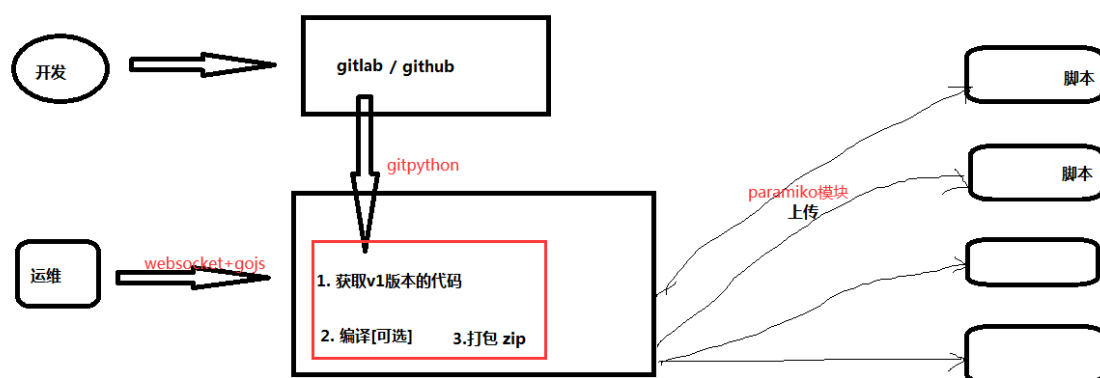 开发
gitlab / github
脚本
gitpython
脚本
paramiko模块
上传
运维
websocket+gojs
1. 获取v1版本的代码
2. 编译[可选]
3.打包 zip